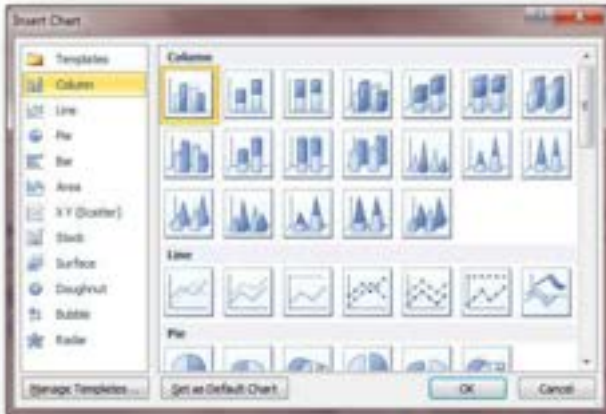 Insert Chart
Templates
Column
Line
Pie
Bar
Area
X Y (Scatter)
Stock
Surface
Doughnut
Bubble
Radar
Column
Line
Pie
Manage Templates...
Set as Default Chart
OK
Cancel